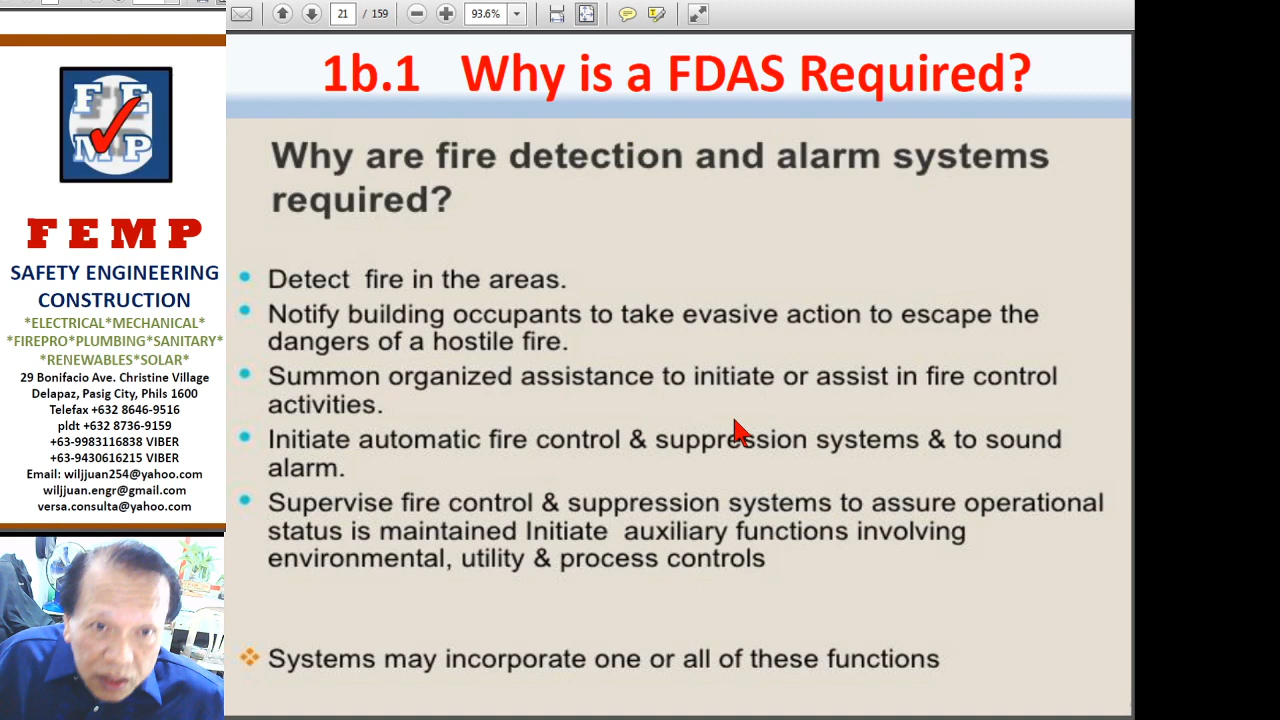 21 / 159
93.6%
F E
M P
FEMP
SAFETY ENGINEERING
CONSTRUCTION
*ELECTRICAL*MECHANICAL*
*FIREPRO*PLUMBING*SANITARY*
*RENEWABLES*SOLAR*
29 Bonifacio Ave. Christine Village
Delapaz, Pasig City, Phils 1600
Telefax +632 8646-9516
pldt +632 8736-9159
+63-9983116838 VIBER
+63-9430616215 VIBER
Email: wiljjuan254@yahoo.com
wiljjuan.engr@gmail.com
versa.consulta@yahoo.com
1b.1 Why is a FDAS Required?
Why are fire detection and alarm systems
required?
Detect fire in the areas.
Notify building occupants to take evasive action to escape the
dangers of a hostile fire.
Summon organized assistance to initiate or assist in fire control
activities.
Initiate automatic fire control & suppression systems & to sound
alarm.
Supervise fire control & suppression systems to assure operational
status is maintained Initiate auxiliary functions involving
environmental, utility & process controls
Systems may incorporate one or all of these functions